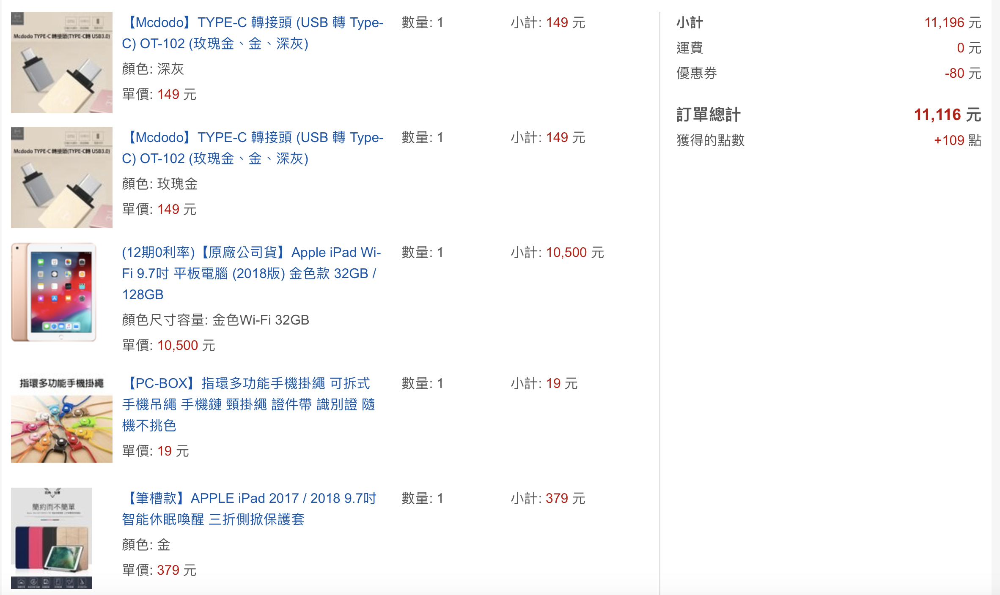 Mcdodo TYPE-C 轉接頭(TYPE-C轉 USB3.0)
【Mcdodo】TYPE-C 轉接頭 (USB 轉 Type-
C) OT-102 (玫瑰金、金、深灰)
顏色: 深灰
單價: 149 元
數量: 1
小計: 149 元
Mcdodo TYPE-C 轉接頭(TYPE-C轉 USB3.0)
【Mcdodo】TYPE-C 轉接頭 (USB 轉 Type-
C) OT-102 (玫瑰金、金、深灰)
顏色: 玫瑰金
單價: 149 元
數量: 1
小計: 149 元
(12期0利率)【原廠公司貨】Apple iPad Wi-
Fi 9.7吋 平板電腦 (2018版) 金色款 32GB /
128GB
顏色尺寸容量: 金色Wi-Fi 32GB
單價: 10,500 元
數量: 1
小計: 10,500 元
指環多功能手機掛繩
【PC-BOX】指環多功能手機掛繩 可拆式
手機吊繩 手機鏈 頸掛繩 證件帶 識別證 隨
機不挑色
單價: 19 元
數量: 1
小計: 19 元
簡約而不簡單
【筆槽款】APPLE iPad 2017 / 2018 9.7吋
智能休眠喚醒 三折側掀保護套
顏色: 金
單價: 379 元
數量: 1
小計: 379 元
小計 11,196 元
運費 0 元
優惠券 -80 元
訂單總計 11,116 元
獲得的點數 +109 點